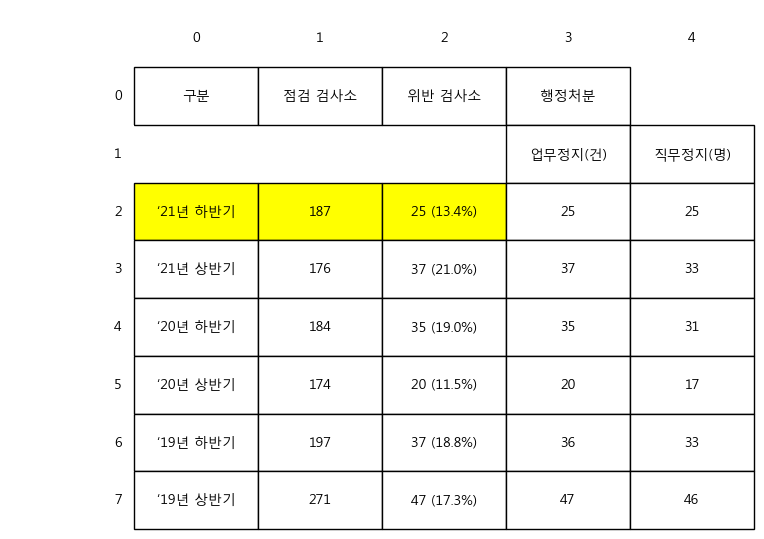 0 1 2 3 4
0 구분 점검 검사소 위반 검사소 행정처분
1 업무정지(건) 직무정지(명)
2 ‘21년 하반기 187 25 (13.4%) 25 25
3 ‘21년 상반기 176 37 (21.0%) 37 33
4 ‘20년 하반기 184 35 (19.0%) 35 31
5 ‘20년 상반기 174 20 (11.5%) 20 17
6 ‘19년 하반기 197 37 (18.8%) 36 33
7 ‘19년 상반기 271 47 (17.3%) 47 46